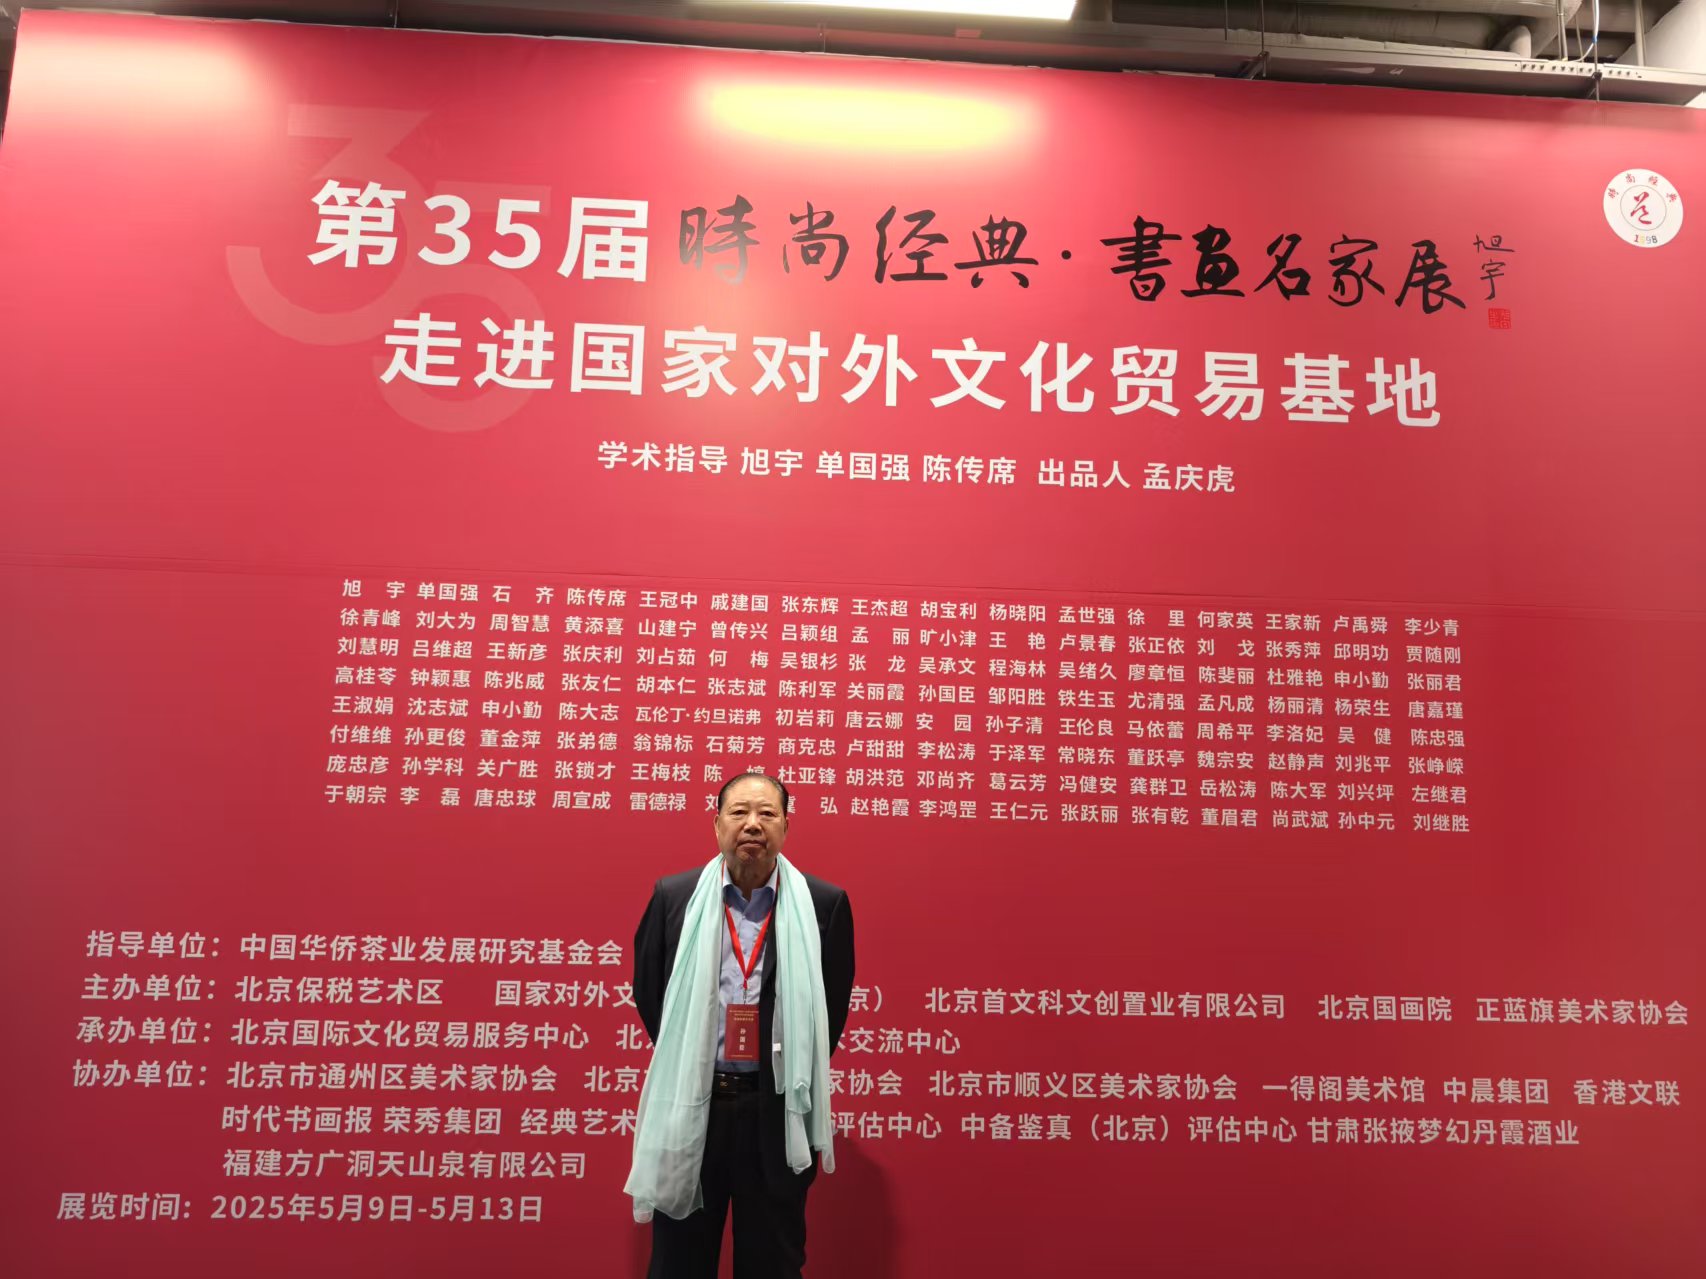 第35届 時尚经典·書画名家展 旭宇
走进国家对外文化贸易基地
時尚经典
1998
学术指导 旭宇 单国强 陈传席 出品人 孟庆虎
旭宇 单国强 石齐 陈传席 王冠中 戚建国 张东辉 王杰超 胡宝利 杨晓阳 孟世强 徐里 何家英 王家新 卢禹舜 李少青
徐青峰 刘大为 周智慧 黄添喜 山建宁 曾传兴 吕颖组 孟丽 旷小津 王艳 卢景春 张正依 刘戈 张秀萍 邱明功 贾随刚
刘慧明 吕维超 王新彦 张庆利 刘占茹 何梅 吴银杉 张龙 吴承文 程海林 吴绪久 廖章恒 陈斐丽 杜雅艳 申小勤 张丽君
高桂苓 钟颖惠 陈兆威 张友仁 胡本仁 张志斌 陈利军 关丽霞 孙国臣 邹阳胜 铁生玉 尤清强 孟凡成 杨丽清 杨荣生 唐嘉瑾
王淑娟 沈志斌 申小勤 陈大志 瓦伦丁·约旦诺弗 初岩莉 唐云娜 安园 孙子清 王伦良 马依蕾 周希平 李洛妃 吴健 陈忠强
付维维 孙更俊 董金萍 张弟德 翁锦标 石菊芳 商克忠 卢甜甜 李松涛 于泽军 常晓东 董跃亭 魏宗安 赵静声 刘兆平 张峥嵘
庞忠彦 孙学科 关广胜 张锁才 王梅枝 陈婷 杜亚锋 胡洪范 邓尚齐 葛云芳 冯健安 龚群卫 岳松涛 陈大军 刘兴坪 左继君
于朝宗 李磊 唐忠球 周宣成 雷德禄 刘 弘 赵艳霞 李鸿罡 王仁元 张跃丽 张有乾 董眉君 尚武斌 孙中元 刘继胜
指导单位：中国华侨茶业发展研究基金会
主办单位：北京保税艺术区 国家对外文 京） 北京首文科文创置业有限公司 北京国画院 正蓝旗美术家协会
承办单位：北京国际文化贸易服务中心 北 术交流中心
协办单位：北京市通州区美术家协会 北京 家协会 北京市顺义区美术家协会 一得阁美术馆 中晨集团 香港文联
时代书画报 荣秀集团 经典艺术 评估中心 中备鉴真（北京）评估中心 甘肃张掖梦幻丹霞酒业
福建方广洞天山泉有限公司
展览时间：2025年5月9日-5月13日
孙国臣